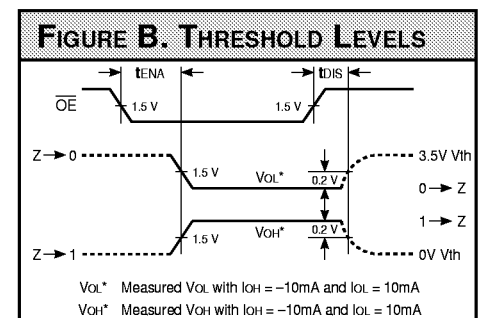 FIGURE B. THRESHOLD LEVELS
tENA tDIS
OE 1.5 V 1.5 V
Z→0 3.5V Vth
1.5 V VOL* 0.2 V
0→Z
1→Z
1.5 V VOH* 0.2 V
Z→1 0V Vth
VOL* Measured VOL with IOH = –10mA and IOL = 10mA
VOH* Measured VOH with IOH = –10mA and IOL = 10mA